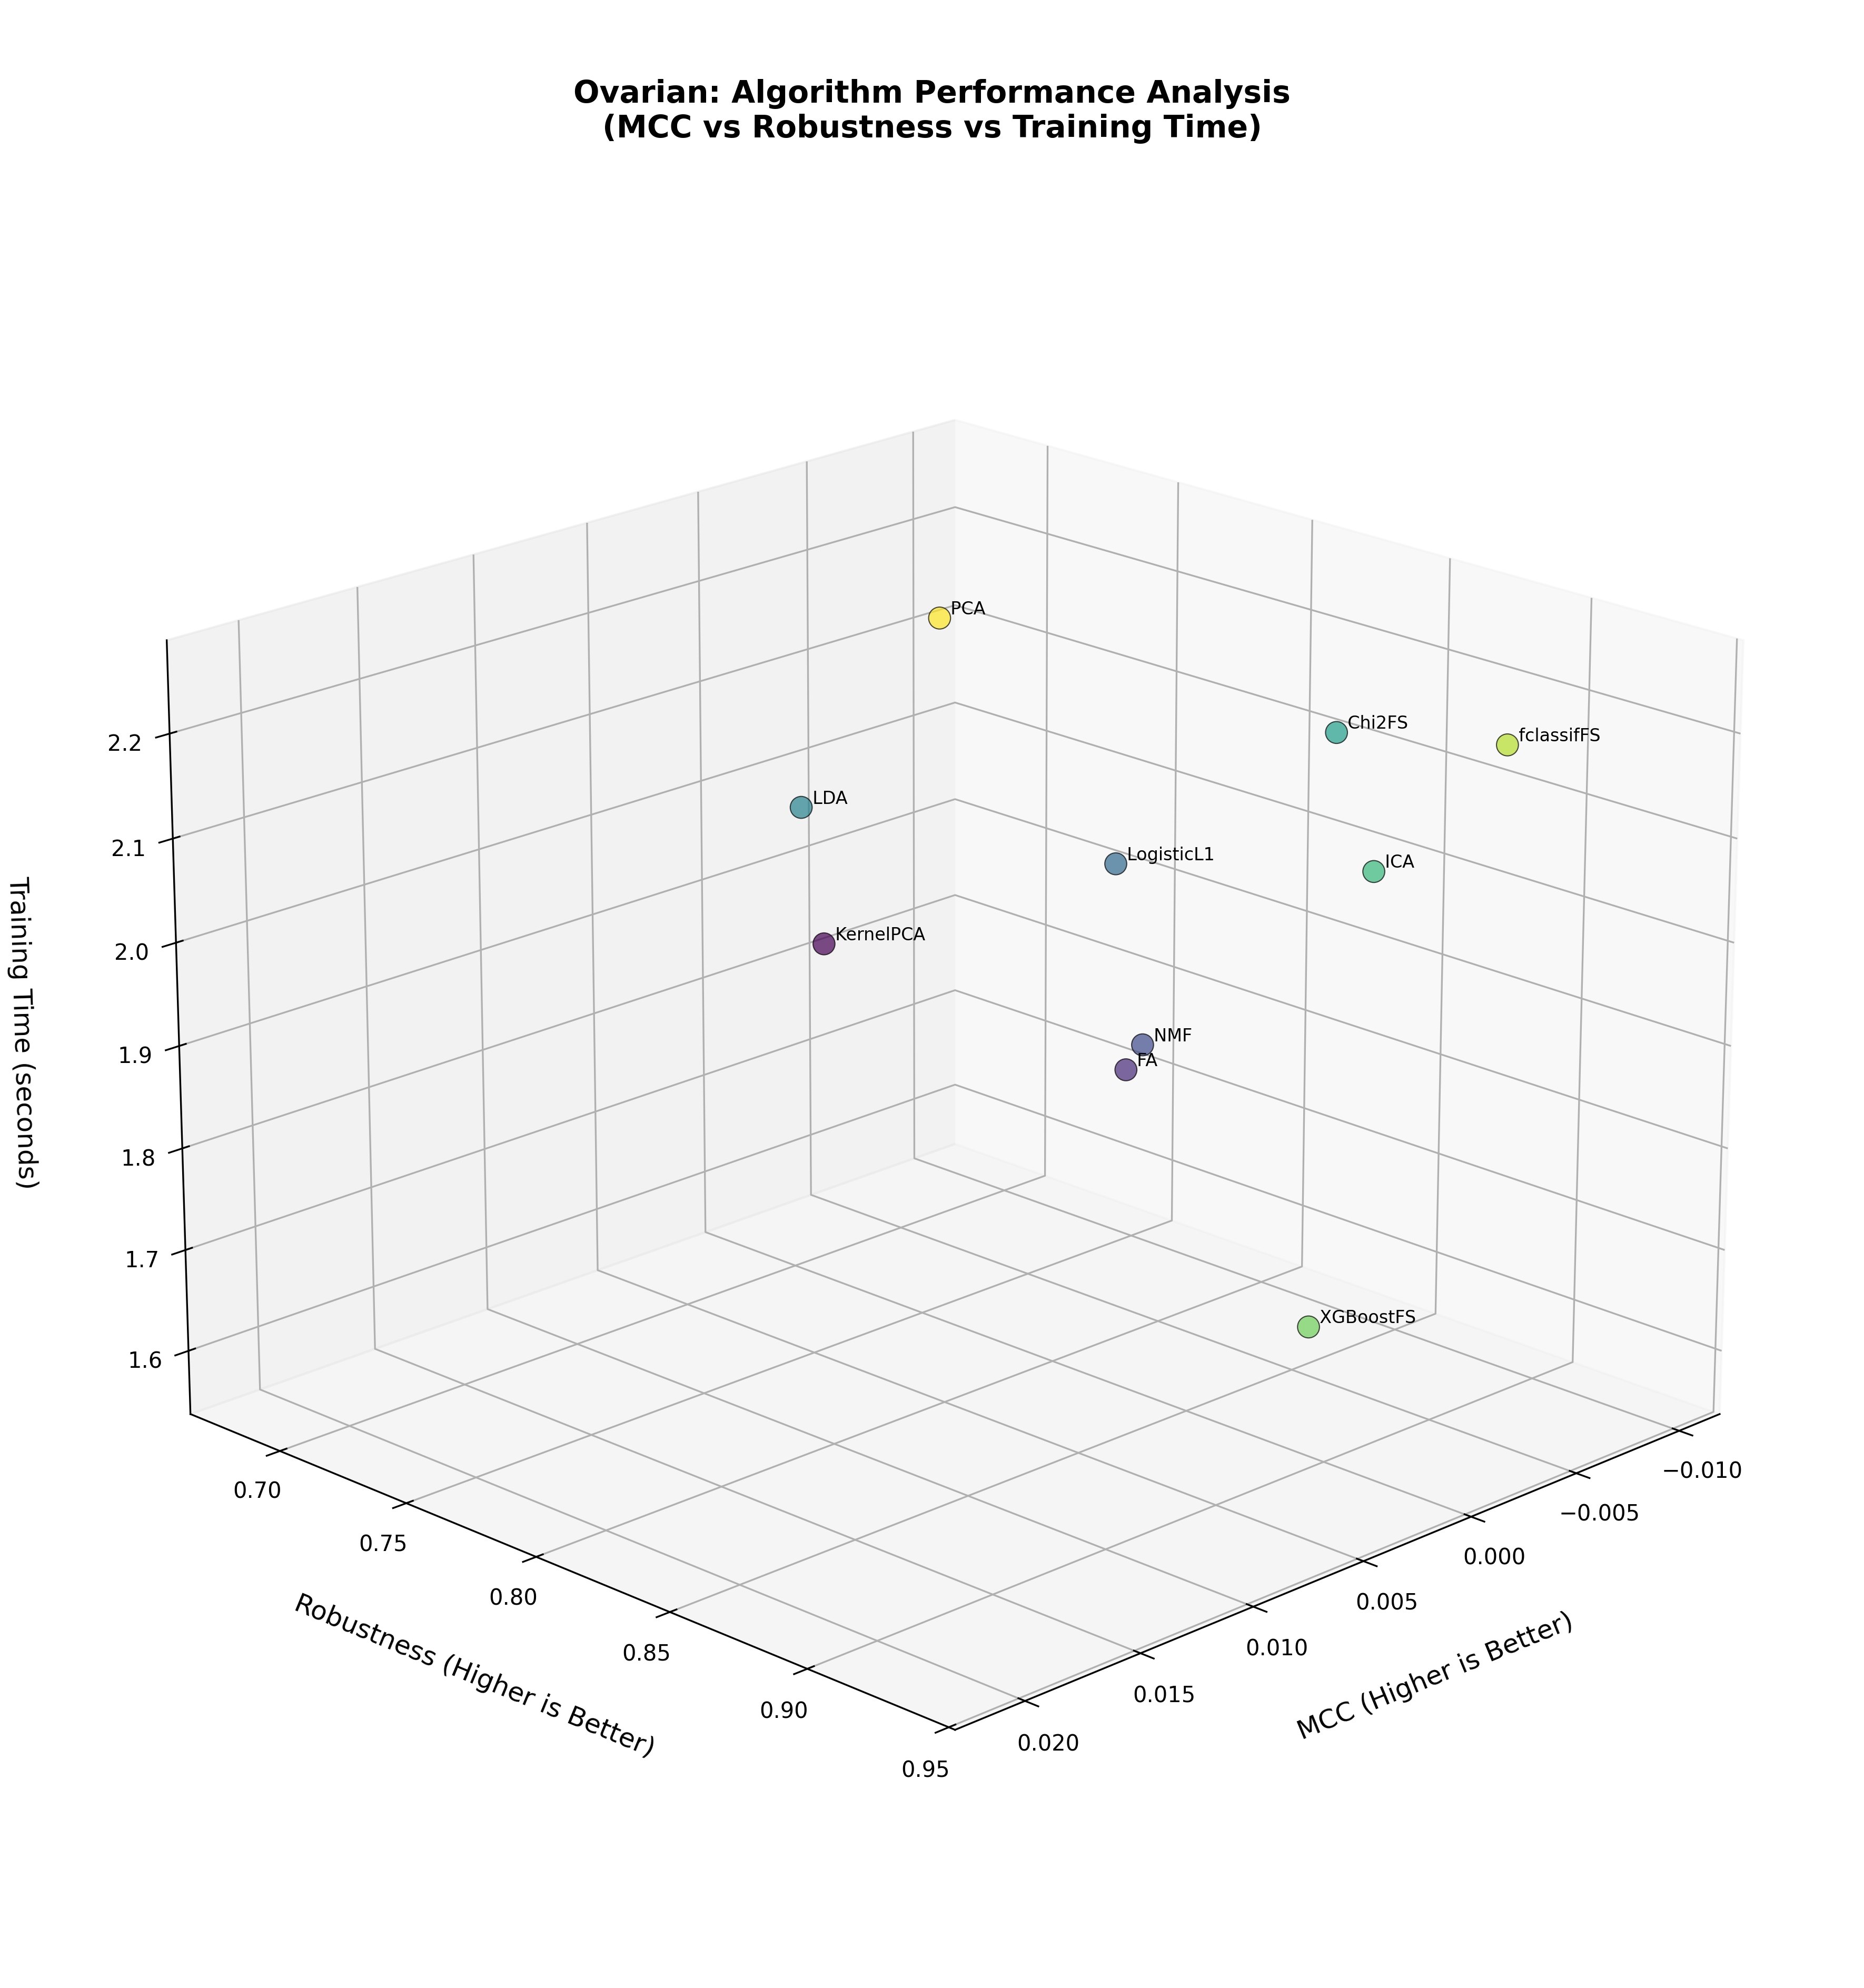 Ovarian: Algorithm Performance Analysis
(MCC vs Robustness vs Training Time)
PCA
Chi2FS
fclassifFS
LDA
LogisticL1
ICA
KernelPCA
NMF
FA
XGBoostFS
2.2
2.1
2.0
1.9
1.8
1.7
1.6
Training Time (seconds)
0.70
0.75
0.80
0.85
0.90
0.95
Robustness (Higher is Better)
−0.010
−0.005
0.000
0.005
0.010
0.015
0.020
MCC (Higher is Better)